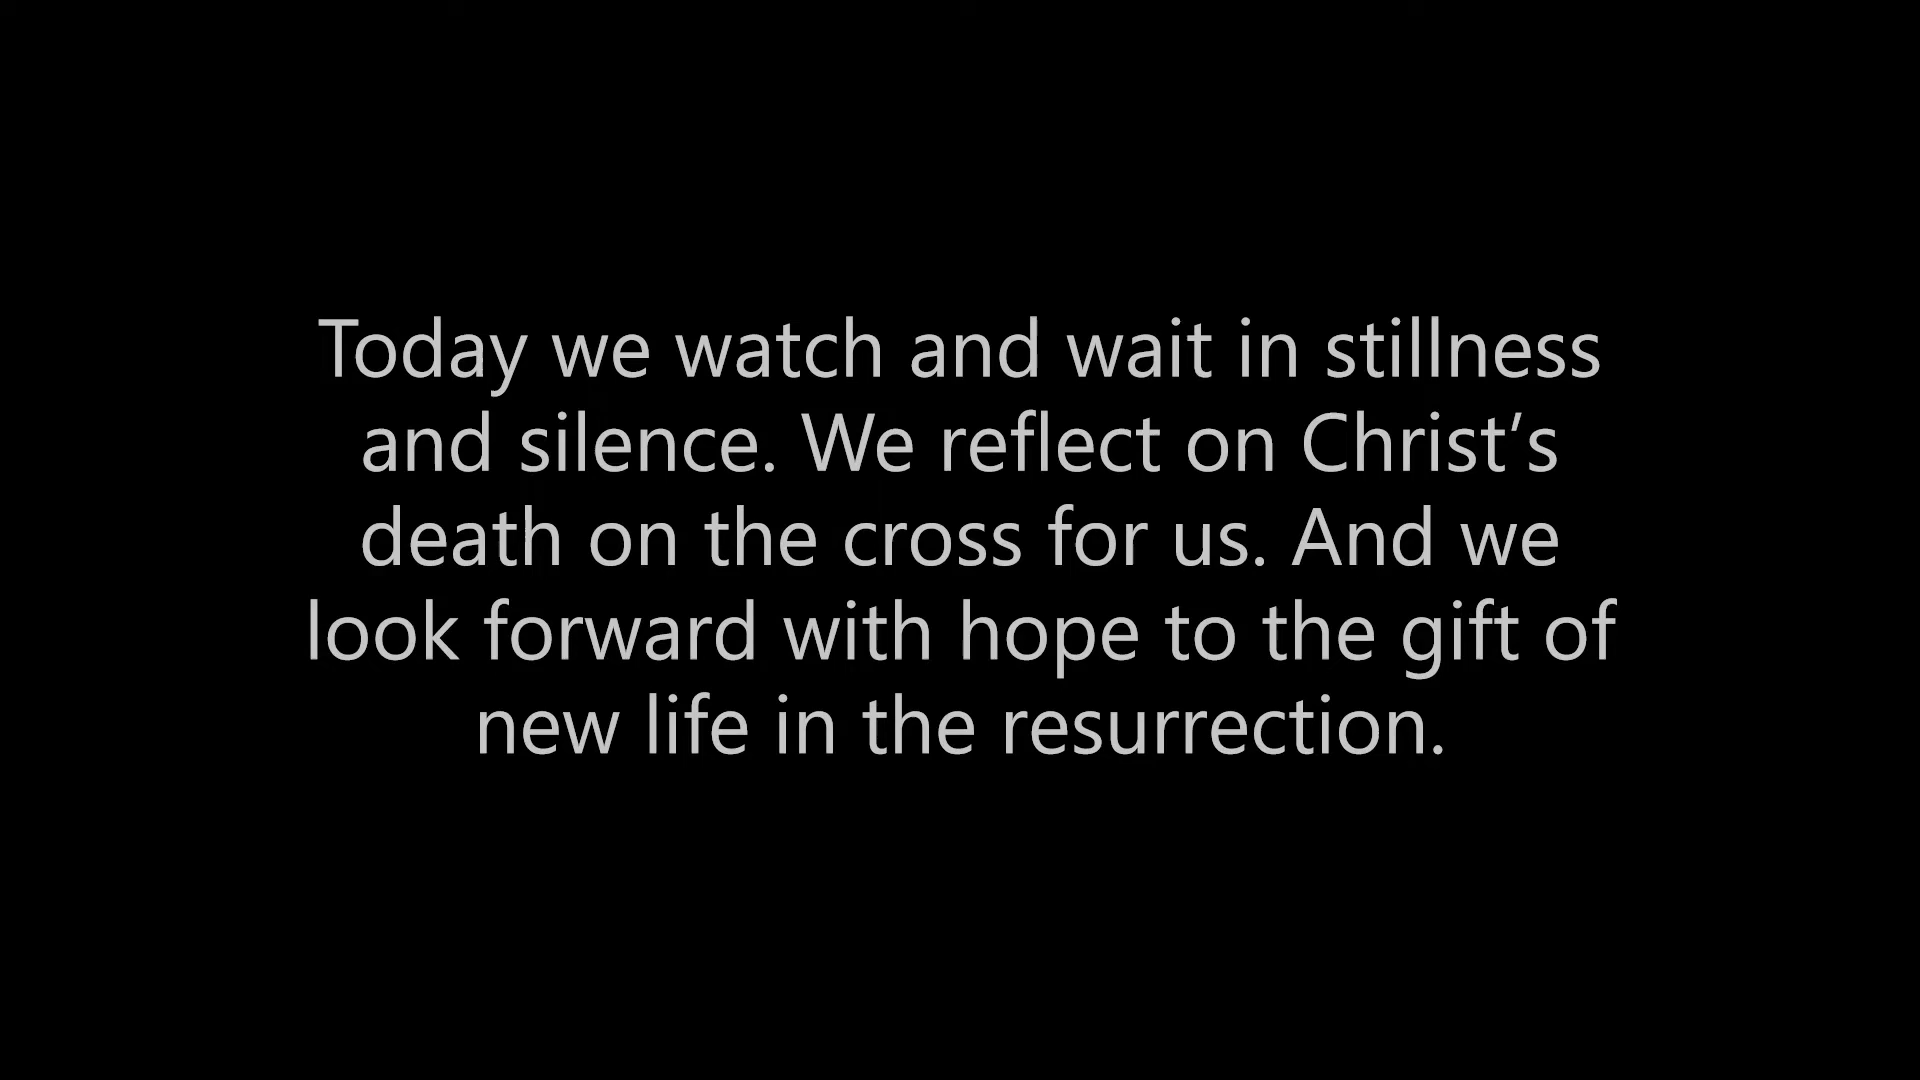 Today we watch and wait in stillness
and silence. We reflect on Christ’s
death on the cross for us. And we
look forward with hope to the gift of
new life in the resurrection.